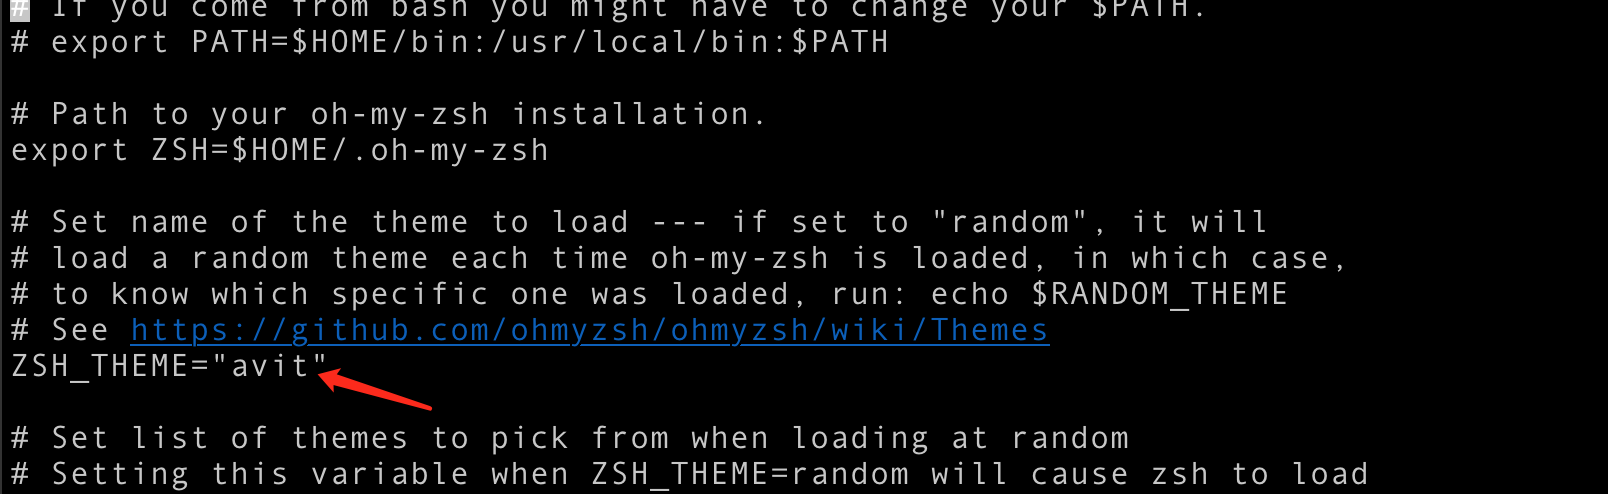 # If you come from bash you might have to change your $PATH.
# export PATH=$HOME/bin:/usr/local/bin:$PATH
# Path to your oh-my-zsh installation.
export ZSH=$HOME/.oh-my-zsh
# Set name of the theme to load --- if set to "random", it will
# load a random theme each time oh-my-zsh is loaded, in which case,
# to know which specific one was loaded, run: echo $RANDOM_THEME
# See https://github.com/ohmyzsh/ohmyzsh/wiki/Themes
ZSH_THEME="avit"
# Set list of themes to pick from when loading at random
# Setting this variable when ZSH_THEME=random will cause zsh to load